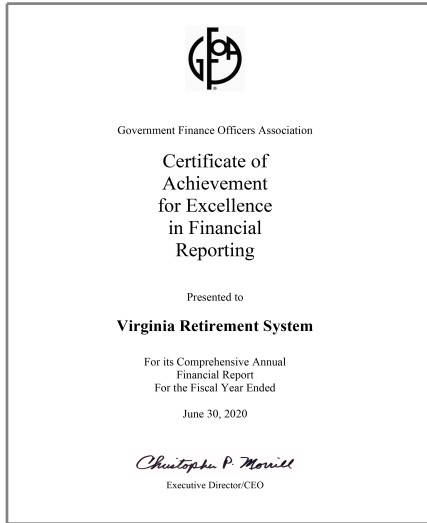 GFOA
Government Finance Officers Association
Certificate of
Achievement
for Excellence
in Financial
Reporting
Presented to
Virginia Retirement System
For its Comprehensive Annual
Financial Report
For the Fiscal Year Ended
June 30, 2020
Christopher P. Morrill
Executive Director/CEO